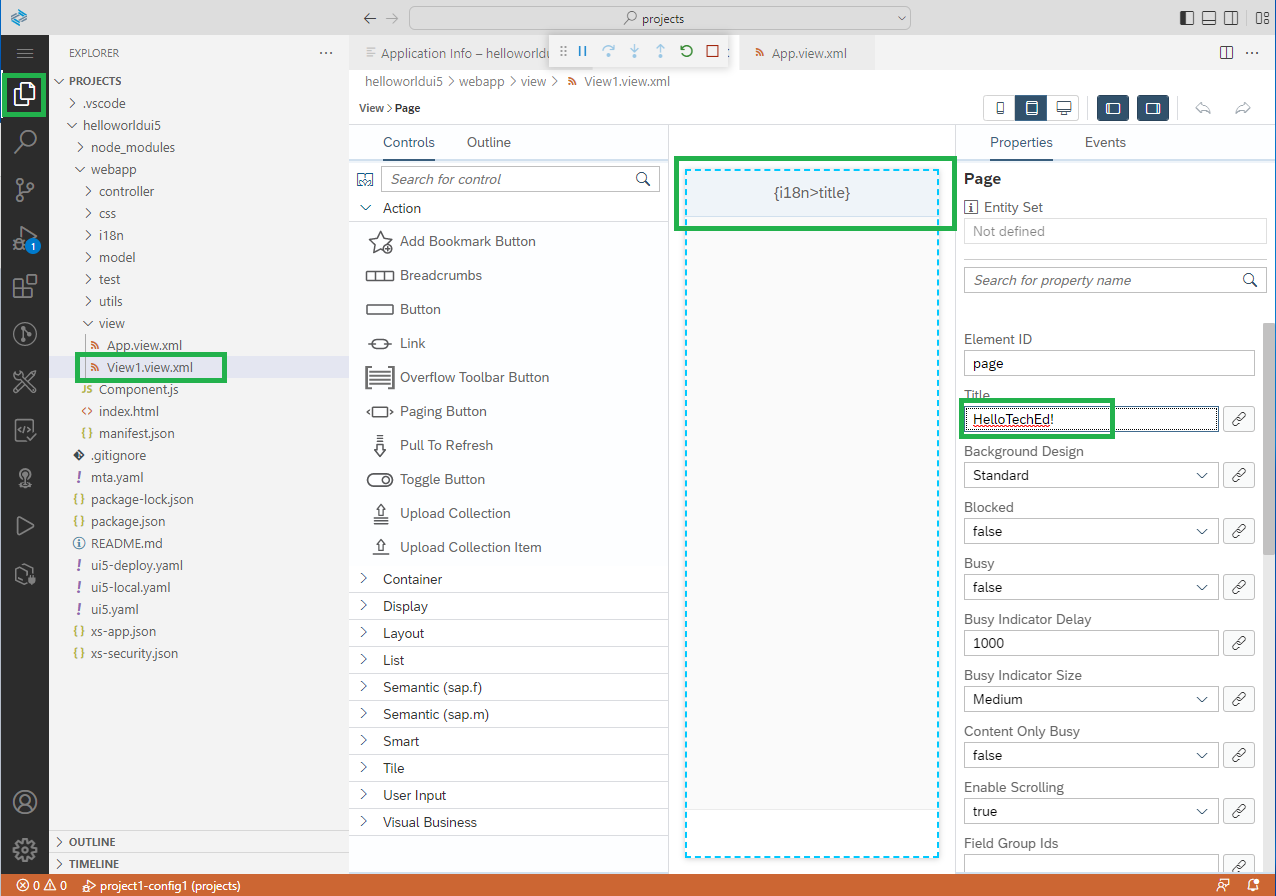 projects
EXPLORER
PROJECTS
.vscode
helloworldui5
node_modules
webapp
controller
css
i18n
model
test
utils
view
App.view.xml
View1.view.xml
JS Component.js
<> index.html
{} manifest.json
.gitignore
! mta.yaml
{} package-lock.json
{} package.json
README.md
! ui5-deploy.yaml
! ui5-local.yaml
! ui5.yaml
{} xs-app.json
{} xs-security.json
OUTLINE
TIMELINE
1
Application Info – helloworldu
App.view.xml
helloworldui5 > webapp > view > View1.view.xml
View > Page
Controls Outline
Search for control
Action
Add Bookmark Button
Breadcrumbs
Button
Link
Overflow Toolbar Button
Paging Button
Pull To Refresh
Toggle Button
Upload Collection
Upload Collection Item
Container
Display
Layout
List
Semantic (sap.f)
Semantic (sap.m)
Smart
Tile
User Input
Visual Business
{i18n>title}
Properties Events
Page
Entity Set
Not defined
Search for property name
Element ID
page
Title
HelloTechEd!
Background Design
Standard
Blocked
false
Busy
false
Busy Indicator Delay
1000
Busy Indicator Size
Medium
Content Only Busy
false
Enable Scrolling
true
Field Group Ids
0 0 project1-config1 (projects)